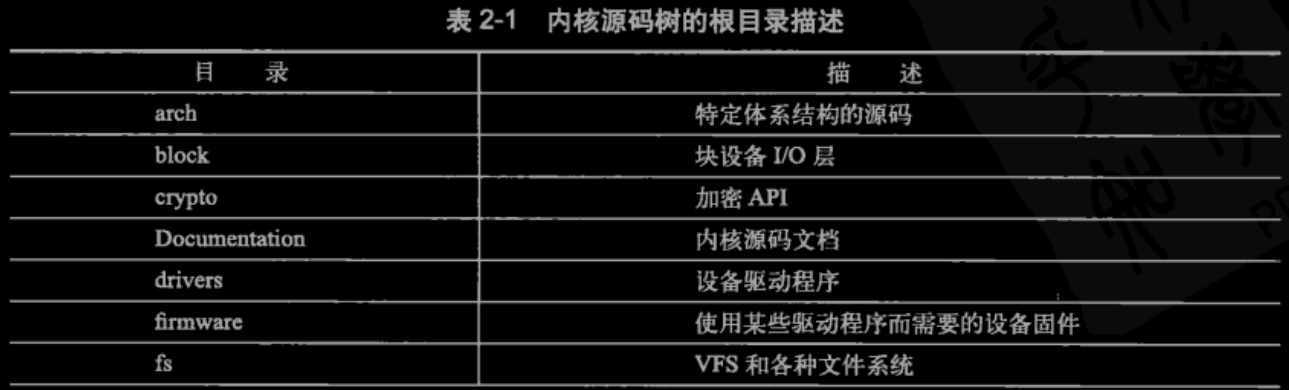 表 2-1 内核源码树的根目录描述
目 录 描 述
arch 特定体系结构的源码
block 块设备 I/O 层
crypto 加密 API
Documentation 内核源码文档
drivers 设备驱动程序
firmware 使用某些驱动程序而需要的设备固件
fs VFS 和各种文件系统